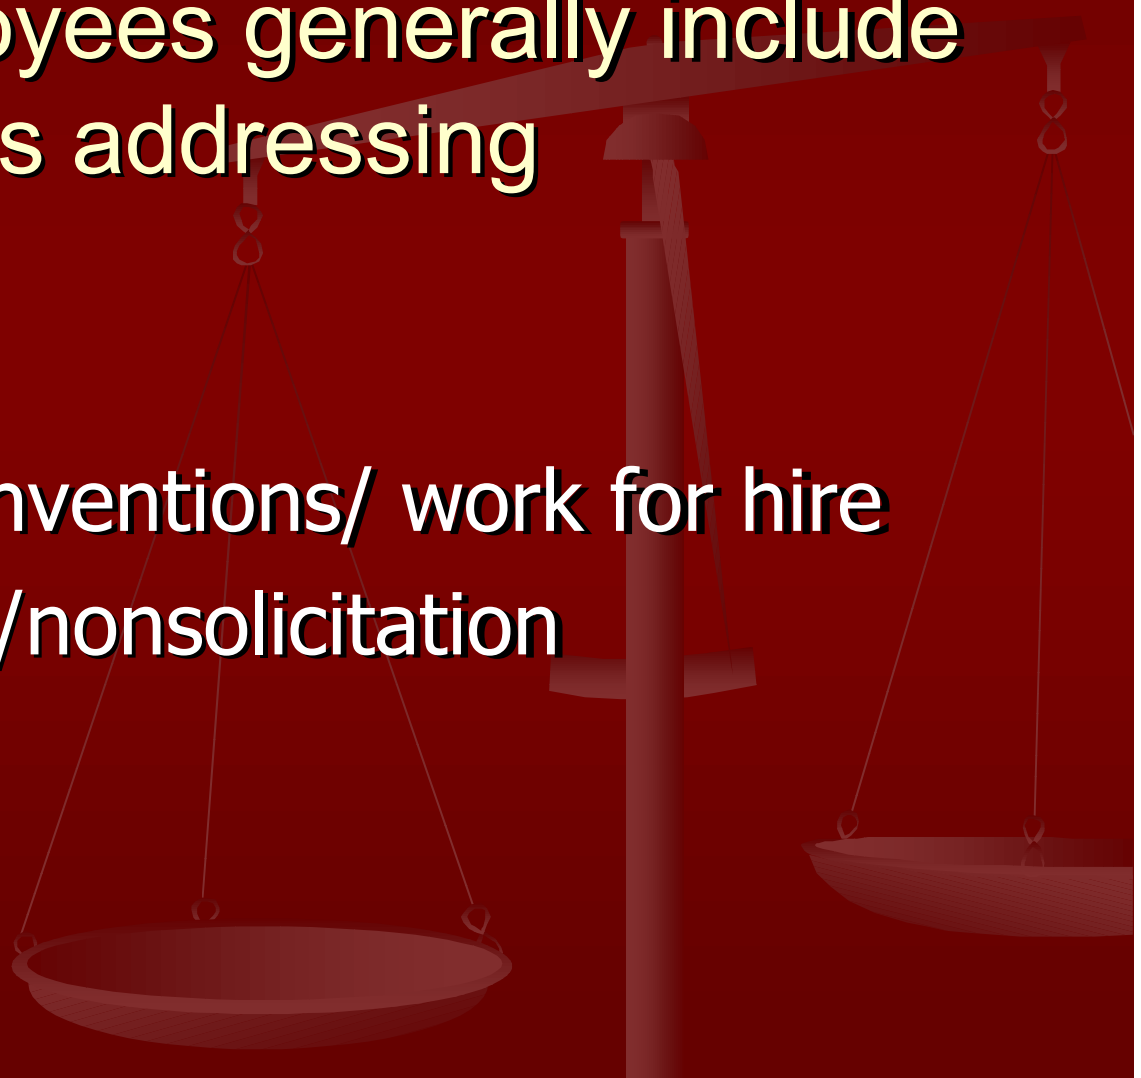 oyees generally include
s addressing
nventions/ work for hire
/nonsolicitation